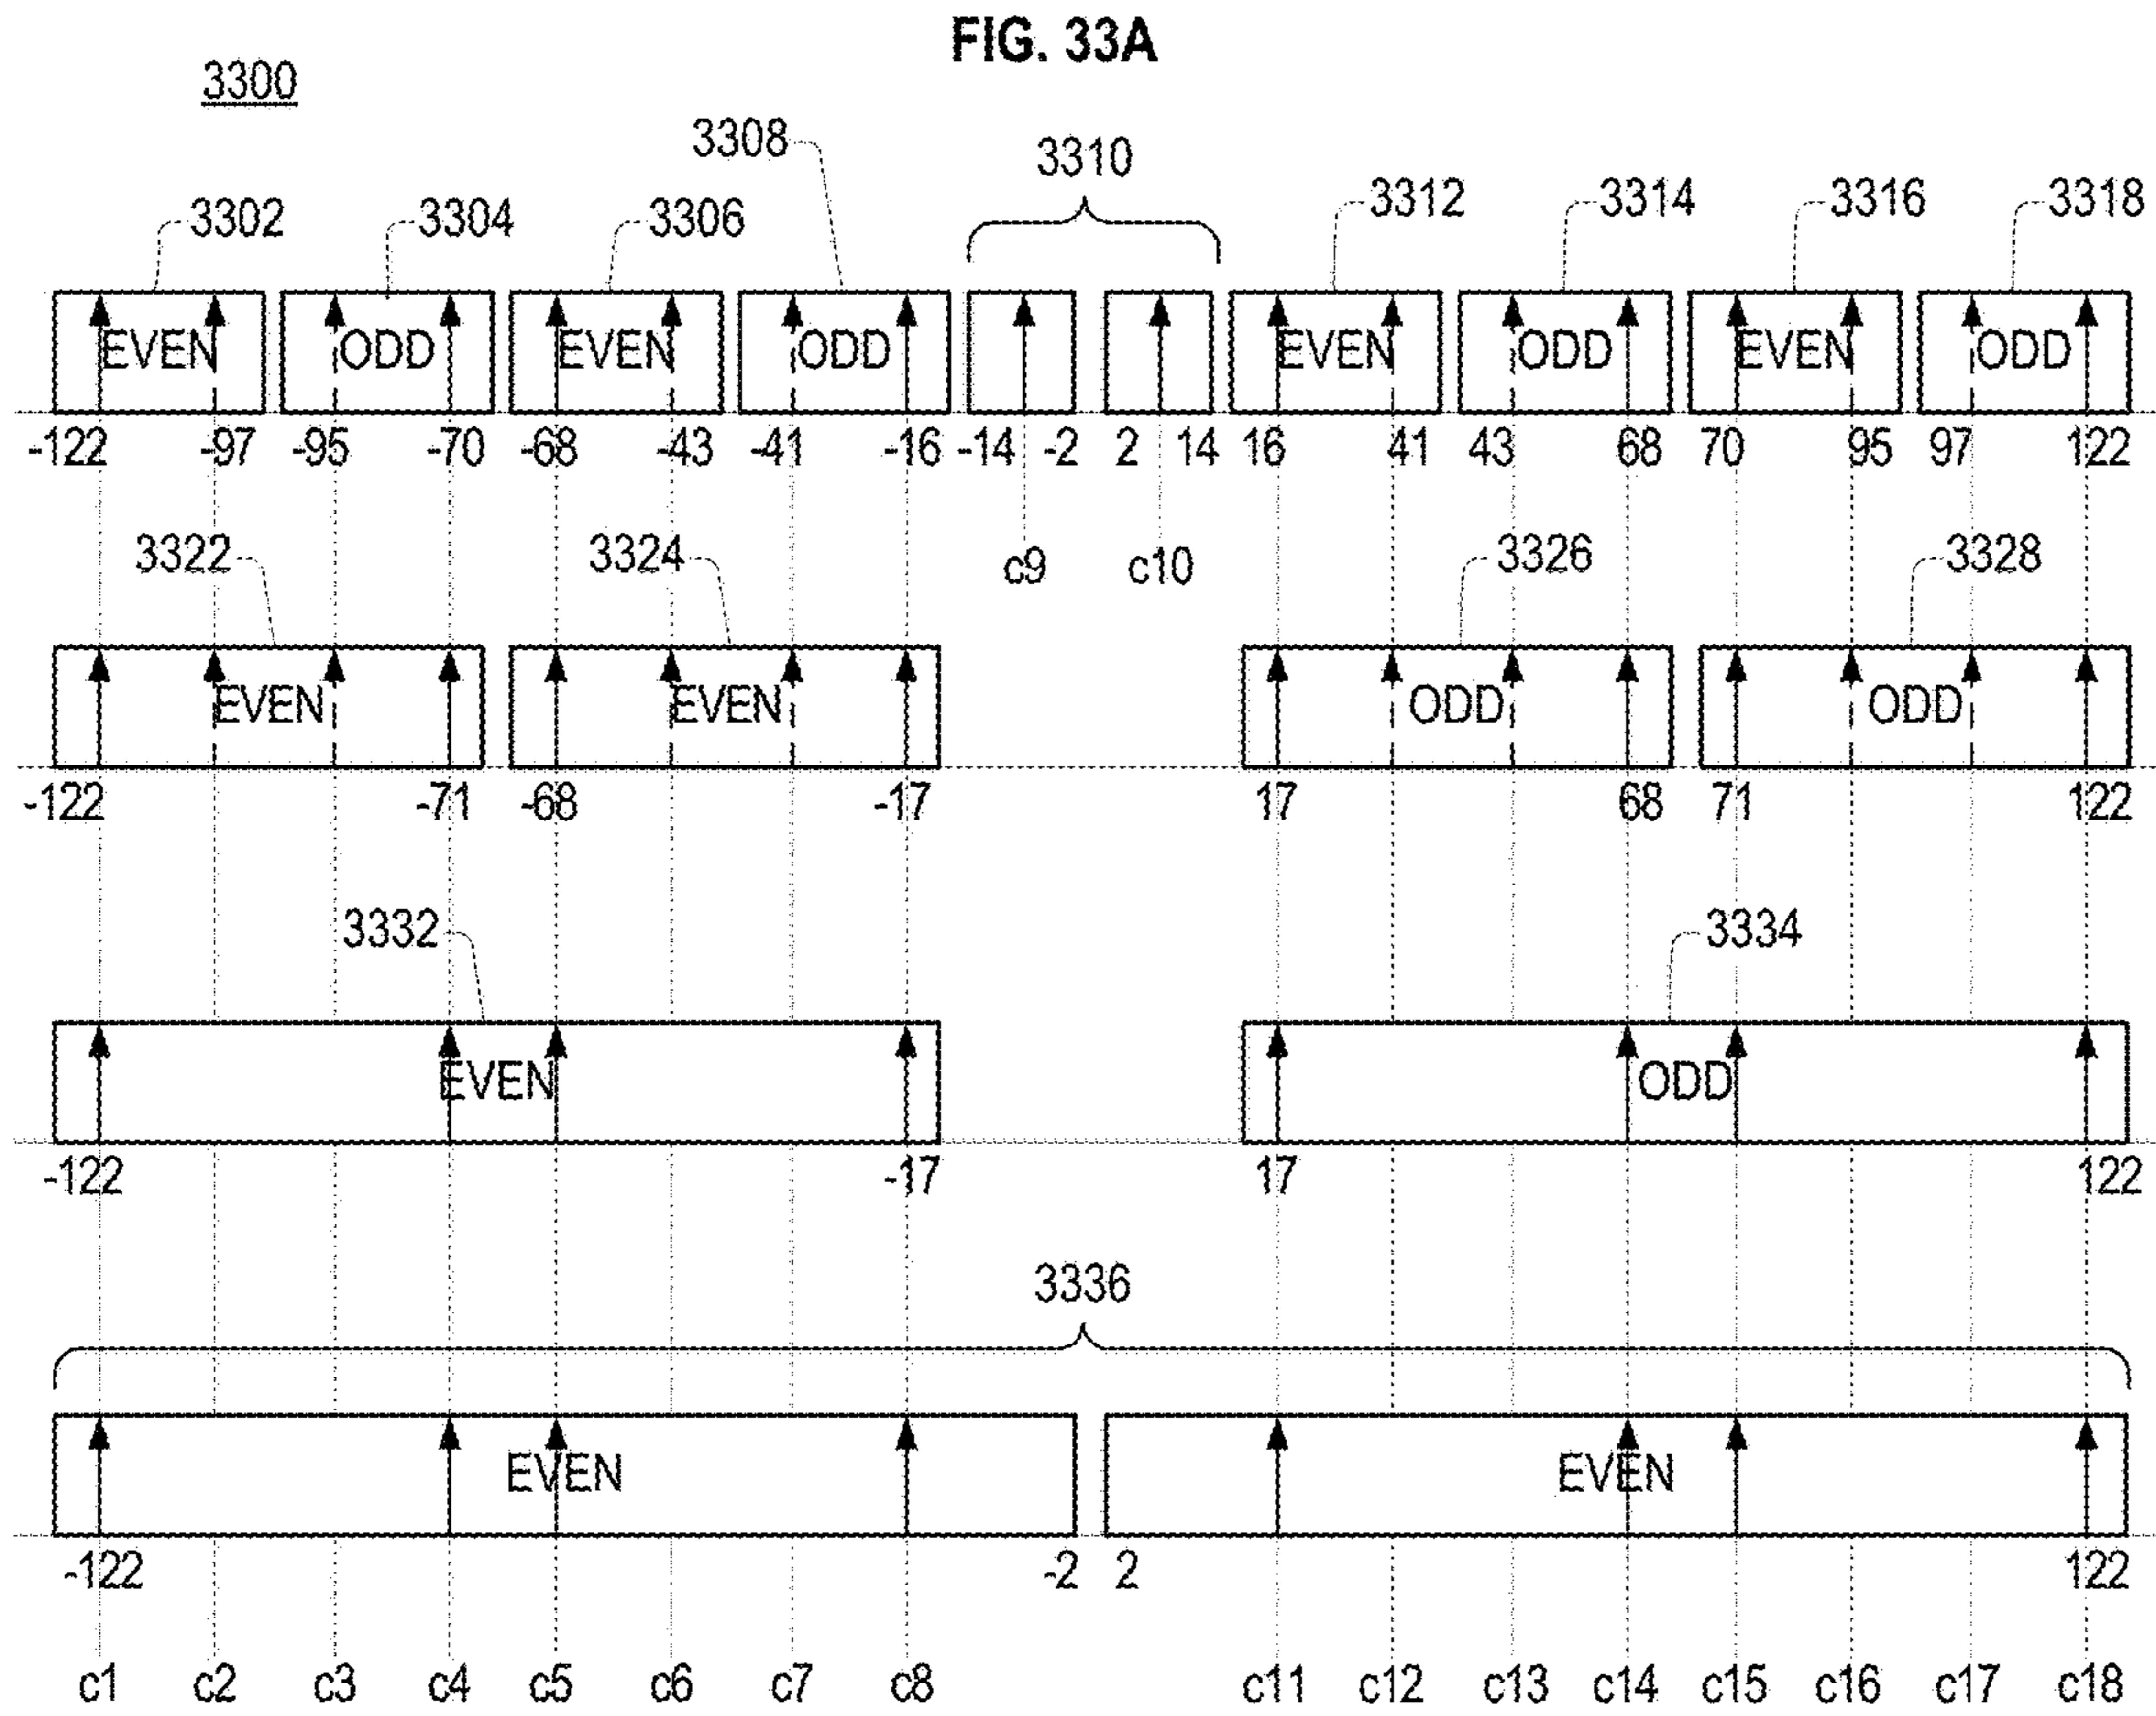 FIG. 33A
3300
3308
3310
3302 3304 3306 3312 3314 3316 3318
EVEN ODD EVEN ODD EVEN ODD EVEN ODD
-122 -97 -95 -70 -68 -43 -41 -16 -14 -2 2 14 16 41 43 68 70 95 97 122
3322 3324 c9 c10 3326 3328
EVEN EVEN ODD ODD
-122 -71 -68 -17 17 68 71 122
3332 3334
EVEN ODD
-122 -17 17 122
3336
EVEN EVEN
-122 -2 2 122
c1 c2 c3 c4 c5 c6 c7 c8 c11 c12 c13 c14 c15 c16 c17 c18